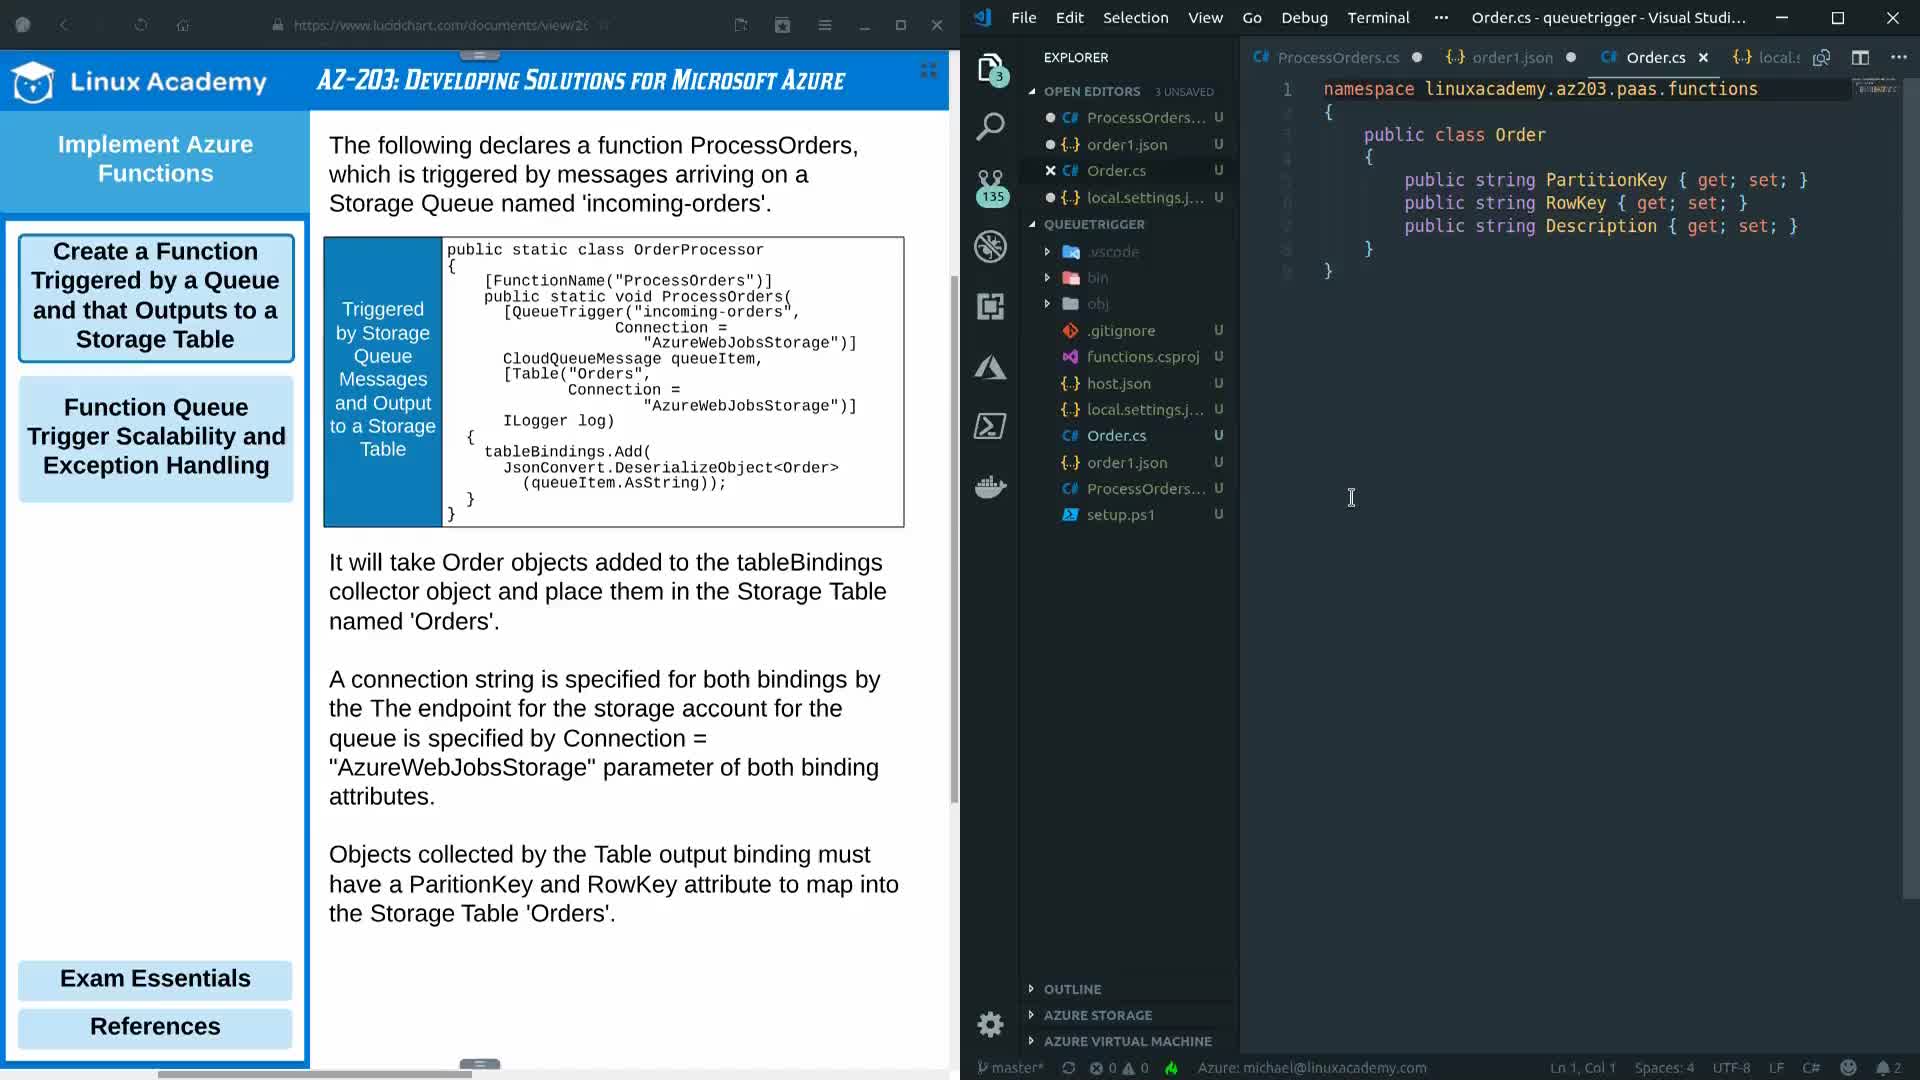 https://www.lucidchart.com/documents/view/2
Linux Academy
AZ-203: Developing Solutions for Microsoft Azure
Implement Azure
Functions
Create a Function
Triggered by a Queue
and that Outputs to a
Storage Table
Function Queue
Trigger Scalability and
Exception Handling
Exam Essentials
References
The following declares a function ProcessOrders,
which is triggered by messages arriving on a
Storage Queue named 'incoming-orders'.
Triggered
by Storage
Queue
Messages
and Output
to a Storage
Table
public static class OrderProcessor
{
[FunctionName("ProcessOrders")]
public static void ProcessOrders(
[QueueTrigger("incoming-orders",
Connection =
"AzureWebJobsStorage")]
CloudQueueMessage queueItem,
[Table("Orders",
Connection =
"AzureWebJobsStorage")]
ILogger log)
{
tableBindings.Add(
JsonConvert.DeserializeObject<Order>
(queueItem.AsString));
}
}
It will take Order objects added to the tableBindings
collector object and place them in the Storage Table
named 'Orders'.
A connection string is specified for both bindings by
the The endpoint for the storage account for the
queue is specified by Connection =
"AzureWebJobsStorage" parameter of both binding
attributes.
Objects collected by the Table output binding must
have a ParitionKey and RowKey attribute to map into
the Storage Table 'Orders'.
File Edit Selection View Go Debug Terminal ··· Order.cs - queuetrigger - Visual Studi...
EXPLORER
OPEN EDITORS 3 UNSAVED
C# ProcessOrders... U
{..} order1.json U
C# Order.cs U
{..} local.settings.j... U
QUEUETRIGGER
.vscode
bin
obj
.gitignore U
functions.csproj U
{..} host.json U
{..} local.settings.j... U
C# Order.cs U
{..} order1.json U
C# ProcessOrders... U
setup.ps1 U
OUTLINE
AZURE STORAGE
AZURE VIRTUAL MACHINE
3
135
C# ProcessOrders.cs {..} order1.json C# Order.cs {..} local.s
1 namespace linuxacademy.az203.paas.functions
{
public class Order
{
public string PartitionKey { get; set; }
public string RowKey { get; set; }
public string Description { get; set; }
}
}
master* 0 0 Azure: michael@linuxacademy.com Ln 1, Col 1 Spaces: 4 UTF-8 LF C# 2